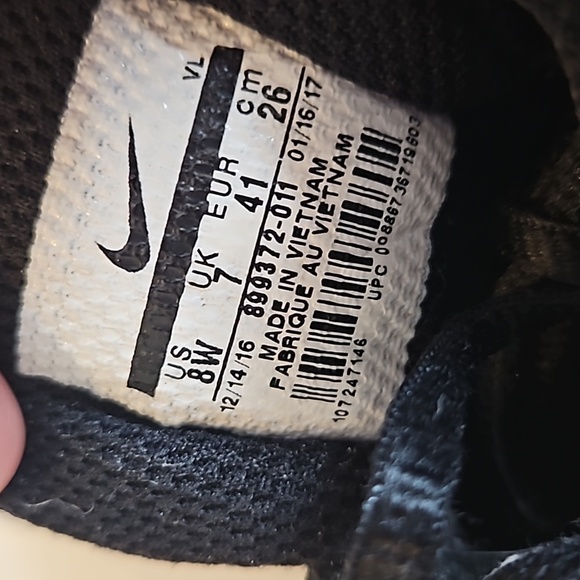 VL
US UK EUR cm
8W 7 41 26
12/14/16 899372-011 01/16/17
MADE IN VIETNAM
FABRIQUE AU VIETNAM
107247146 UPC 00886736719603